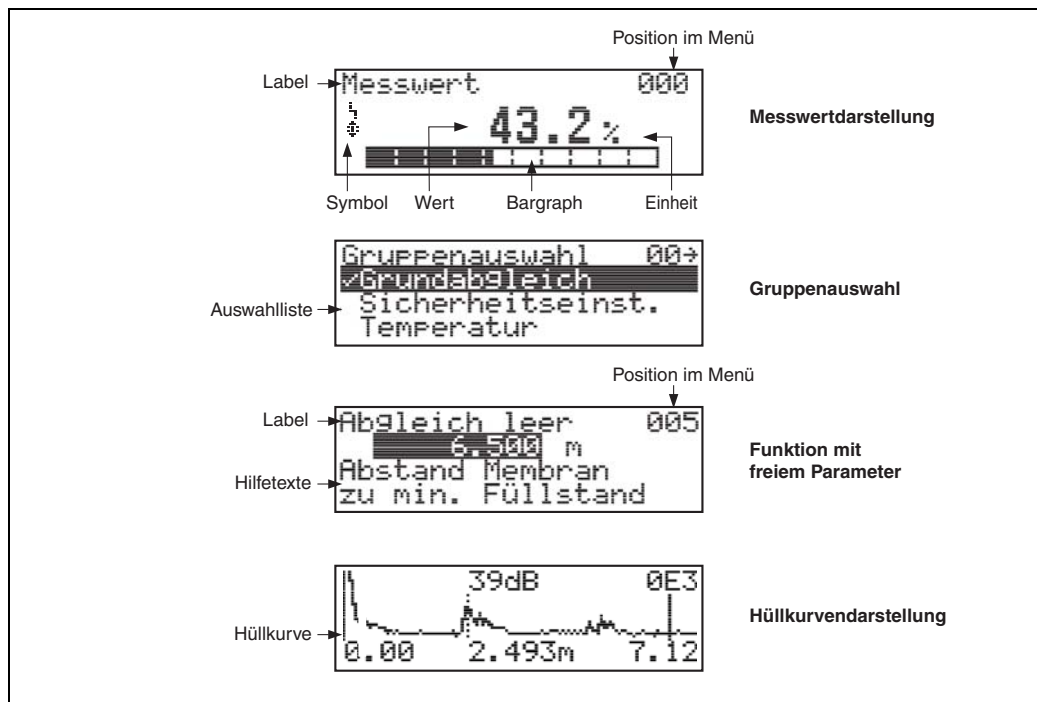 Position im Menü
Label
Messwert 000
Messwertdarstellung
43.2 %
Symbol Wert Bargraph Einheit
Gruppenauswahl 00→
✓Grundabgleich
Gruppenauswahl
Auswahlliste
Sicherheitseinst.
Temperatur
Position im Menü
Label
Abgleich leer 005
6.500 m
Funktion mit
freiem Parameter
Hilfetexte
Abstand Membran
zu min. Füllstand
39dB 0E3
Hüllkurvendarstellung
Hüllkurve
0.00 2.493m 7.12